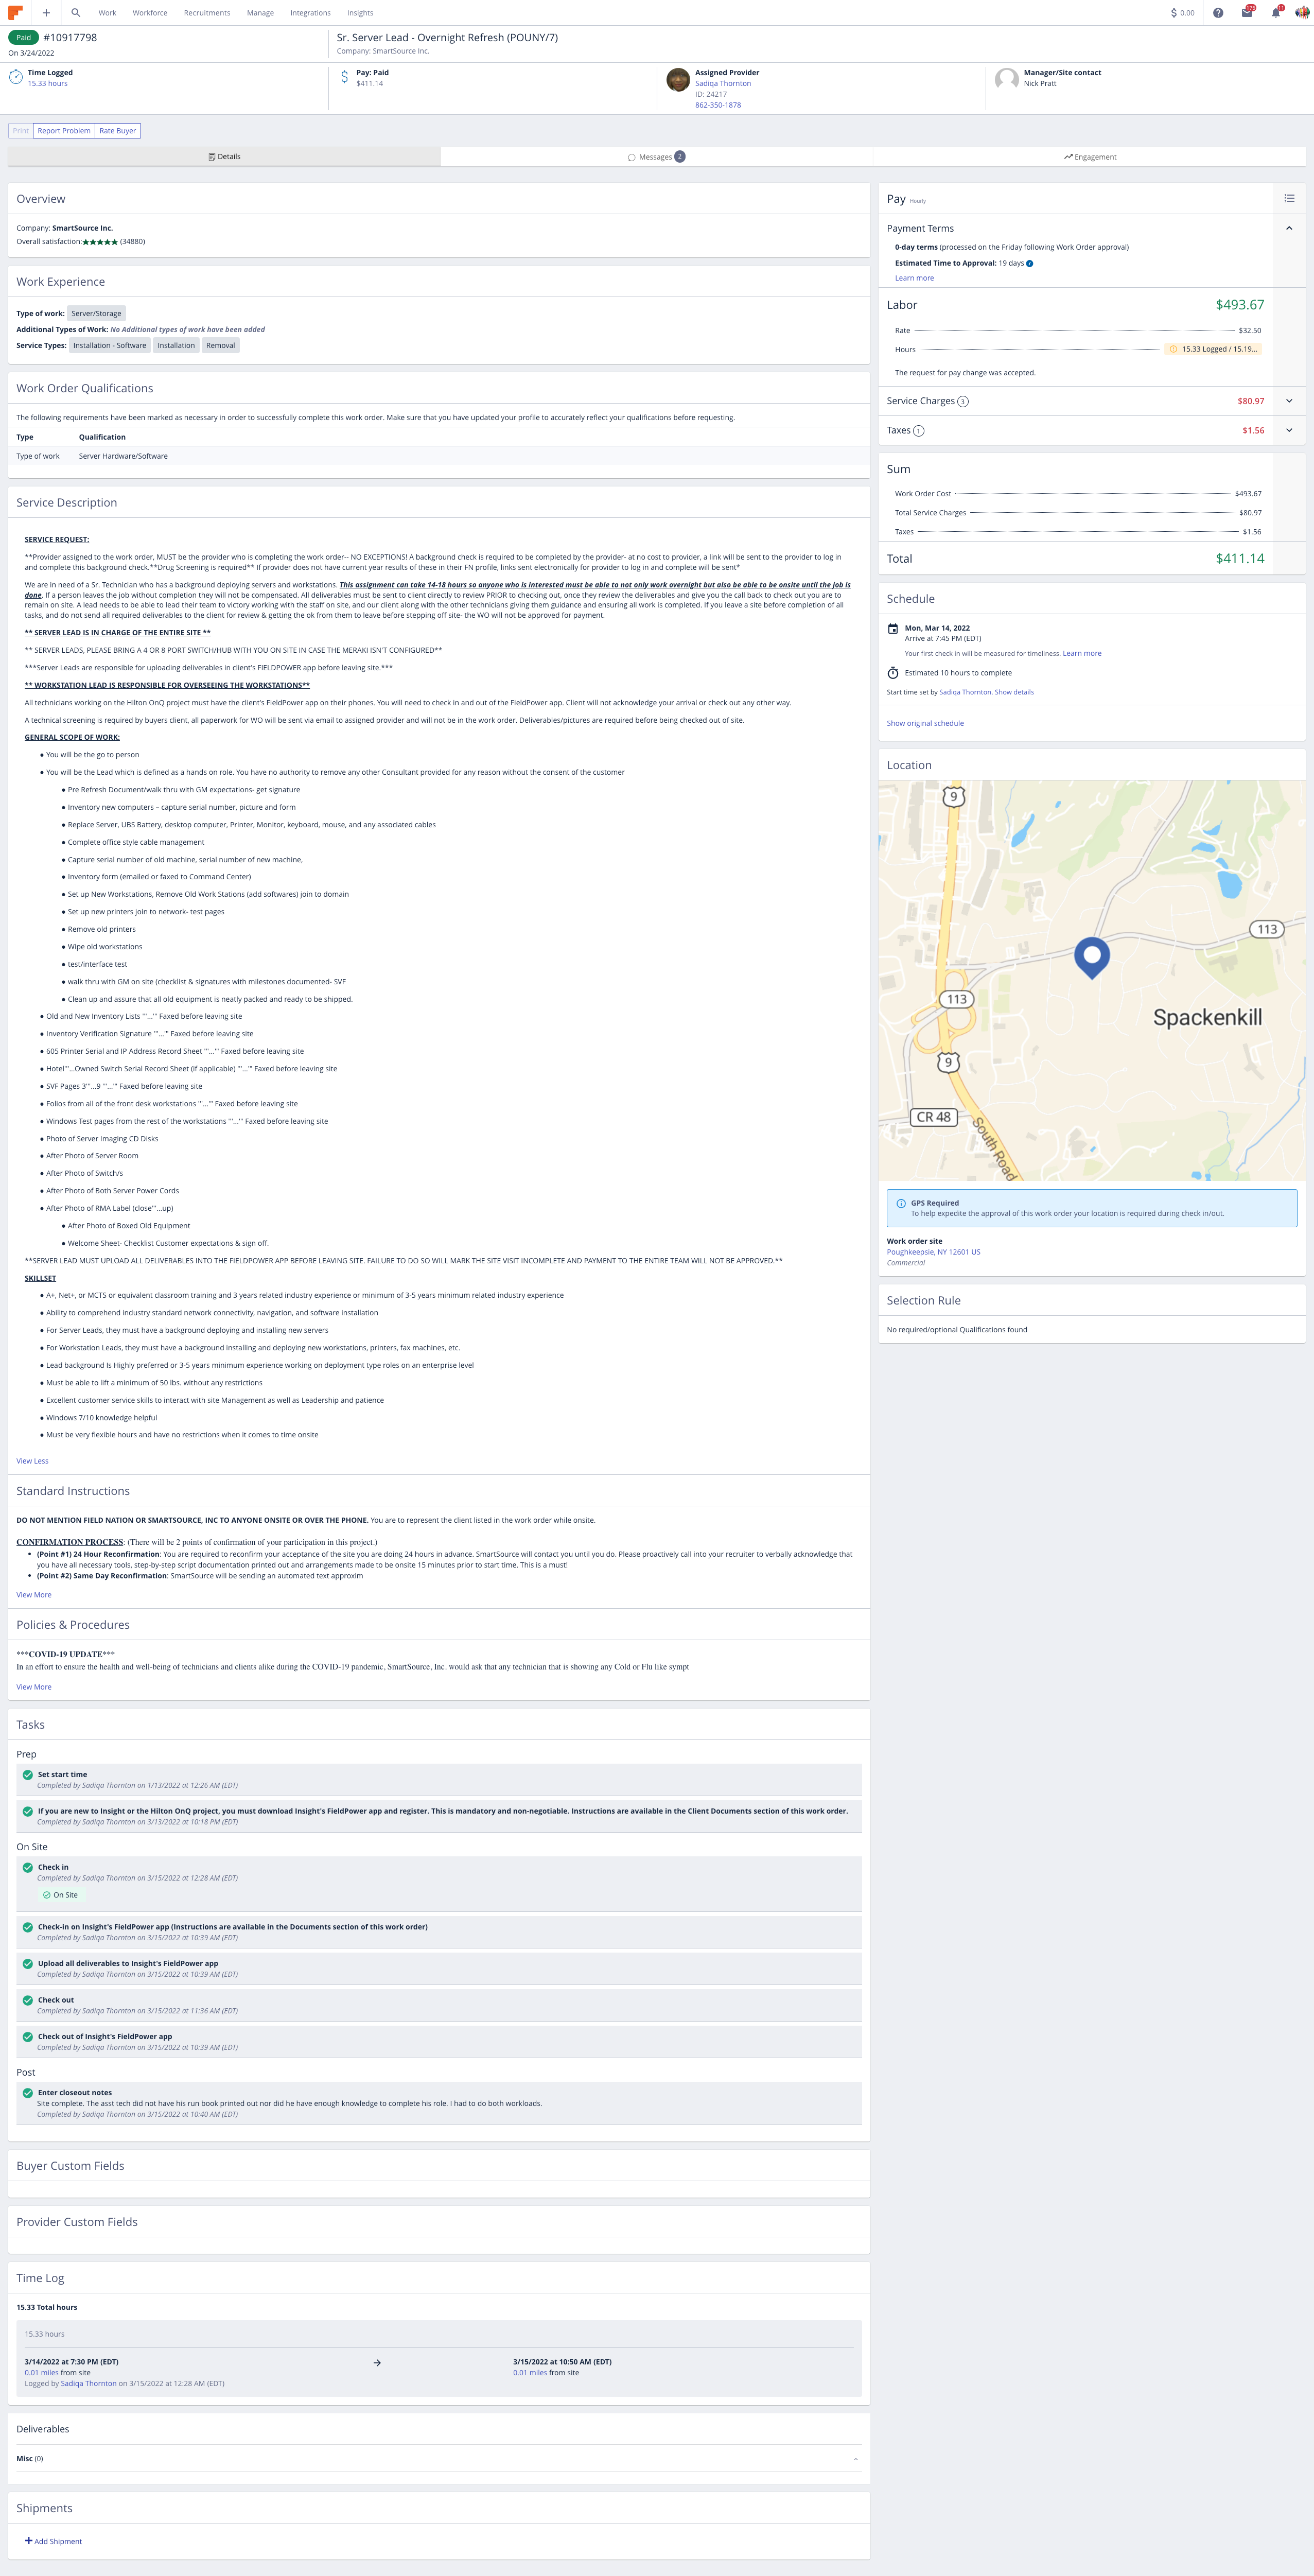 Work Workforce Recruitments Manage Integrations Insights
$ 0.00
Paid #10917798
On 3/24/2022
Sr. Server Lead - Overnight Refresh (POUNY/7)
Company: SmartSource Inc.
Time Logged
15.33 hours
Pay: Paid
$411.14
Assigned Provider
Sadiqa Thornton
ID: 24217
862-350-1878
Manager/Site contact
Nick Pratt
Print Report Problem Rate Buyer
Details Messages 2 Engagement
Overview
Company: SmartSource Inc.
Overall satisfaction:★★★★★ (34880)
Work Experience
Type of work: Server/Storage
Additional Types of Work: No Additional types of work have been added
Service Types: Installation - Software Installation Removal
Work Order Qualifications
The following requirements have been marked as necessary in order to successfully complete this work order. Make sure that you have updated your profile to accurately reflect your qualifications before requesting.
Type Qualification
Type of work Server Hardware/Software
Service Description
SERVICE REQUEST:
**Provider assigned to the work order, MUST be the provider who is completing the work order-- NO EXCEPTIONS! A background check is required to be completed by the provider- at no cost to provider, a link will be sent to the provider to log in
and complete this background check.**Drug Screening is required** If provider does not have current year results of these in their FN profile, links sent electronically for provider to log in and complete will be sent*
We are in need of a Sr. Technician who has a background deploying servers and workstations. This assignment can take 14-18 hours so anyone who is interested must be able to not only work overnight but also be able to be onsite until the job is
done. If a person leaves the job without completion they will not be compensated. All deliverables must be sent to client directly to review PRIOR to checking out, once they review the deliverables and give you the call back to check out you are to
remain on site. A lead needs to be able to lead their team to victory working with the staff on site, and our client along with the other technicians giving them guidance and ensuring all work is completed. If you leave a site before completion of all
tasks, and do not send all required deliverables to the client for review & getting the ok from them to leave before stepping off site- the WO will not be approved for payment.
** SERVER LEAD IS IN CHARGE OF THE ENTIRE SITE **
** SERVER LEADS, PLEASE BRING A 4 OR 8 PORT SWITCH/HUB WITH YOU ON SITE IN CASE THE MERAKI ISN'T CONFIGURED**
***Server Leads are responsible for uploading deliverables in client's FIELDPOWER app before leaving site.***
** WORKSTATION LEAD IS RESPONSIBLE FOR OVERSEEING THE WORKSTATIONS**
All technicians working on the Hilton OnQ project must have the client's FieldPower app on their phones. You will need to check in and out of the FieldPower app. Client will not acknowledge your arrival or check out any other way.
A technical screening is required by buyers client, all paperwork for WO will be sent via email to assigned provider and will not be in the work order. Deliverables/pictures are required before being checked out of site.
GENERAL SCOPE OF WORK:
● You will be the go to person
● You will be the Lead which is defined as a hands on role. You have no authority to remove any other Consultant provided for any reason without the consent of the customer
● Pre Refresh Document/walk thru with GM expectations- get signature
● Inventory new computers – capture serial number, picture and form
● Replace Server, UBS Battery, desktop computer, Printer, Monitor, keyboard, mouse, and any associated cables
● Complete office style cable management
● Capture serial number of old machine, serial number of new machine,
● Inventory form (emailed or faxed to Command Center)
● Set up New Workstations, Remove Old Work Stations (add softwares) join to domain
● Set up new printers join to network- test pages
● Remove old printers
● Wipe old workstations
● test/interface test
● walk thru with GM on site (checklist & signatures with milestones documented- SVF
● Clean up and assure that all old equipment is neatly packed and ready to be shipped.
● Old and New Inventory Lists '"..."' Faxed before leaving site
● Inventory Verification Signature '"..."' Faxed before leaving site
● 605 Printer Serial and IP Address Record Sheet '"..."' Faxed before leaving site
● Hotel'"...Owned Switch Serial Record Sheet (if applicable) '"..."' Faxed before leaving site
● SVF Pages 3'"...9 '"..."' Faxed before leaving site
● Folios from all of the front desk workstations '"..."' Faxed before leaving site
● Windows Test pages from the rest of the workstations '"..."' Faxed before leaving site
● Photo of Server Imaging CD Disks
● After Photo of Server Room
● After Photo of Switch/s
● After Photo of Both Server Power Cords
● After Photo of RMA Label (close'"...up)
● After Photo of Boxed Old Equipment
● Welcome Sheet- Checklist Customer expectations & sign off.
**SERVER LEAD MUST UPLOAD ALL DELIVERABLES INTO THE FIELDPOWER APP BEFORE LEAVING SITE. FAILURE TO DO SO WILL MARK THE SITE VISIT INCOMPLETE AND PAYMENT TO THE ENTIRE TEAM WILL NOT BE APPROVED.**
SKILLSET
● A+, Net+, or MCTS or equivalent classroom training and 3 years related industry experience or minimum of 3-5 years minimum related industry experience
● Ability to comprehend industry standard network connectivity, navigation, and software installation
● For Server Leads, they must have a background deploying and installing new servers
● For Workstation Leads, they must have a background installing and deploying new workstations, printers, fax machines, etc.
● Lead background Is Highly preferred or 3-5 years minimum experience working on deployment type roles on an enterprise level
● Must be able to lift a minimum of 50 lbs. without any restrictions
● Excellent customer service skills to interact with site Management as well as Leadership and patience
● Windows 7/10 knowledge helpful
● Must be very flexible hours and have no restrictions when it comes to time onsite
View Less
Standard Instructions
DO NOT MENTION FIELD NATION OR SMARTSOURCE, INC TO ANYONE ONSITE OR OVER THE PHONE. You are to represent the client listed in the work order while onsite.
CONFIRMATION PROCESS: (There will be 2 points of confirmation of your participation in this project.)
• (Point #1) 24 Hour Reconfirmation: You are required to reconfirm your acceptance of the site you are doing 24 hours in advance. SmartSource will contact you until you do. Please proactively call into your recruiter to verbally acknowledge that
you have all necessary tools, step-by-step script documentation printed out and arrangements made to be onsite 15 minutes prior to start time. This is a must!
• (Point #2) Same Day Reconfirmation: SmartSource will be sending an automated text approxim
View More
Policies & Procedures
***COVID-19 UPDATE***
In an effort to ensure the health and well-being of technicians and clients alike during the COVID-19 pandemic, SmartSource, Inc. would ask that any technician that is showing any Cold or Flu like sympt
View More
Tasks
Prep
Set start time
Completed by Sadiqa Thornton on 1/13/2022 at 12:26 AM (EDT)
If you are new to Insight or the Hilton OnQ project, you must download Insight's FieldPower app and register. This is mandatory and non-negotiable. Instructions are available in the Client Documents section of this work order.
Completed by Sadiqa Thornton on 3/13/2022 at 10:18 PM (EDT)
On Site
Check in
Completed by Sadiqa Thornton on 3/15/2022 at 12:28 AM (EDT)
On Site
Check-in on Insight's FieldPower app (Instructions are available in the Documents section of this work order)
Completed by Sadiqa Thornton on 3/15/2022 at 10:39 AM (EDT)
Upload all deliverables to Insight's FieldPower app
Completed by Sadiqa Thornton on 3/15/2022 at 10:39 AM (EDT)
Check out
Completed by Sadiqa Thornton on 3/15/2022 at 11:36 AM (EDT)
Check out of Insight's FieldPower app
Completed by Sadiqa Thornton on 3/15/2022 at 10:39 AM (EDT)
Post
Enter closeout notes
Site complete. The asst tech did not have his run book printed out nor did he have enough knowledge to complete his role. I had to do both workloads.
Completed by Sadiqa Thornton on 3/15/2022 at 10:40 AM (EDT)
Buyer Custom Fields
Provider Custom Fields
Time Log
15.33 Total hours
15.33 hours
3/14/2022 at 7:30 PM (EDT) → 3/15/2022 at 10:50 AM (EDT)
0.01 miles from site 0.01 miles from site
Logged by Sadiqa Thornton on 3/15/2022 at 12:28 AM (EDT)
Deliverables
Misc (0)
Shipments
+ Add Shipment
Pay Hourly
Payment Terms
0-day terms (processed on the Friday following Work Order approval)
Estimated Time to Approval: 19 days
Learn more
Labor $493.67
Rate $32.50
Hours 15.33 Logged / 15.19...
The request for pay change was accepted.
Service Charges 3 $80.97
Taxes 1 $1.56
Sum
Work Order Cost $493.67
Total Service Charges $80.97
Taxes $1.56
Total $411.14
Schedule
Mon, Mar 14, 2022
Arrive at 7:45 PM (EDT)
Your first check in will be measured for timeliness. Learn more
Estimated 10 hours to complete
Start time set by Sadiqa Thornton. Show details
Show original schedule
Location
9
113
113
Spackenkill
9
CR 48
South Road
GPS Required
To help expedite the approval of this work order your location is required during check in/out.
Work order site
Poughkeepsie, NY 12601 US
Commercial
Selection Rule
No required/optional Qualifications found